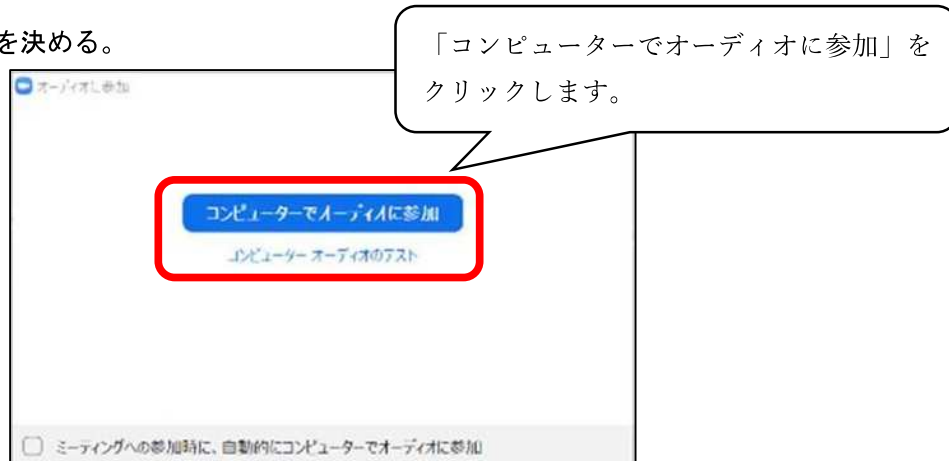 を決める。
「コンピューターでオーディオに参加」を
クリックします。
オーディオに参加
コンピューターでオーディオに参加
コンピューター オーディオのテスト
ミーティングへの参加時に、自動的にコンピューターでオーディオに参加